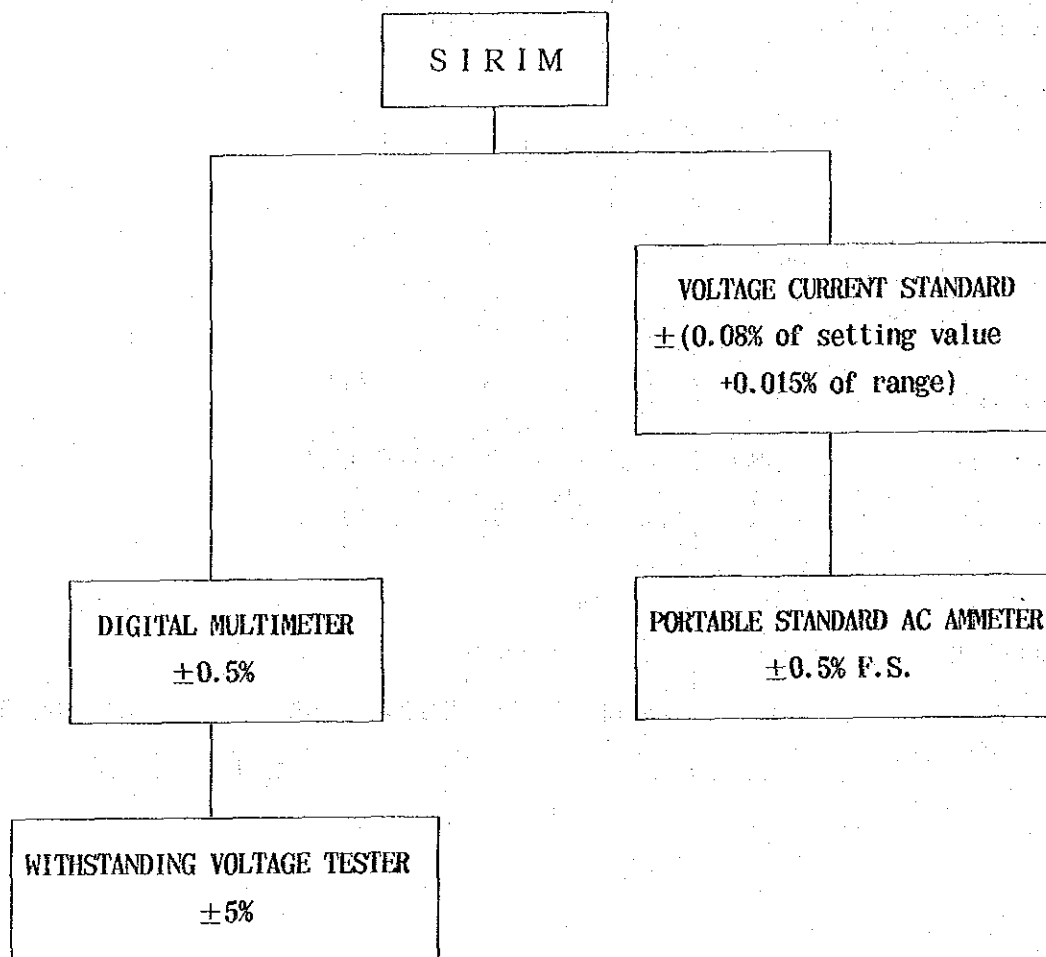 S I R I M
VOLTAGE CURRENT STANDARD
±(0.08% of setting value
+0.015% of range)
DIGITAL MULTIMETER
±0.5%
PORTABLE STANDARD AC AMMETER
±0.5% F.S.
WITHSTANDING VOLTAGE TESTER
±5%